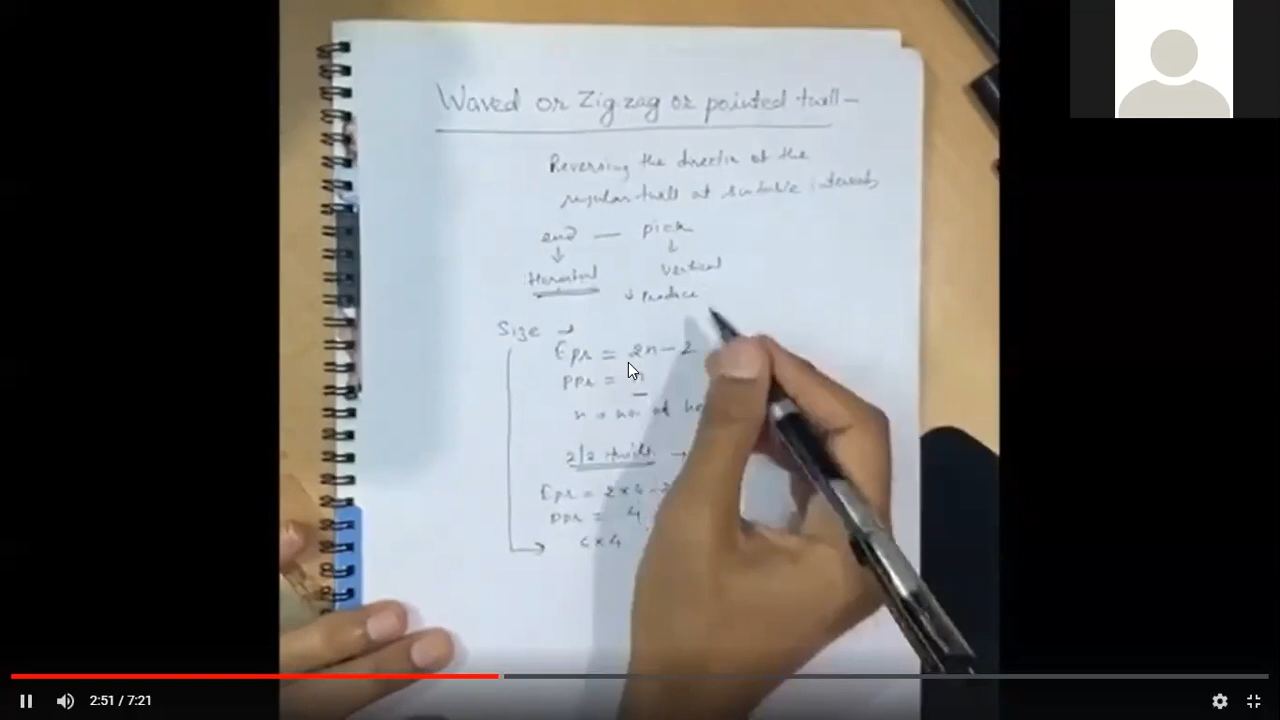 Waved or Zig-zag or pointed twill -
Reversing the direction of the
regular twill at suitable intervals
end — pick
↓ ↓
Horizontal Vertical
↓ Produce
Size →
Epr = 2n - 2
ppr = n
n = no. of
2/2 twill →
Epr = 2 x 4 - 2
ppr = 4
6 x 4
2:51 / 7:21